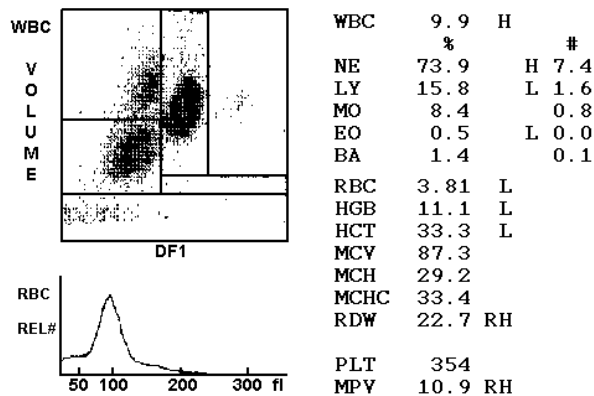 WBC
VOLUME
DF1
RBC
REL#
50 100 200 300 fl
WBC 9.9 H
% #
NE 73.9 H 7.4
LY 15.8 L 1.6
MO 8.4 0.8
EO 0.5 L 0.0
BA 1.4 0.1
RBC 3.81 L
HGB 11.1 L
HCT 33.3 L
MCV 87.3
MCH 29.2
MCHC 33.4
RDW 22.7 RH
PLT 354
MPV 10.9 RH